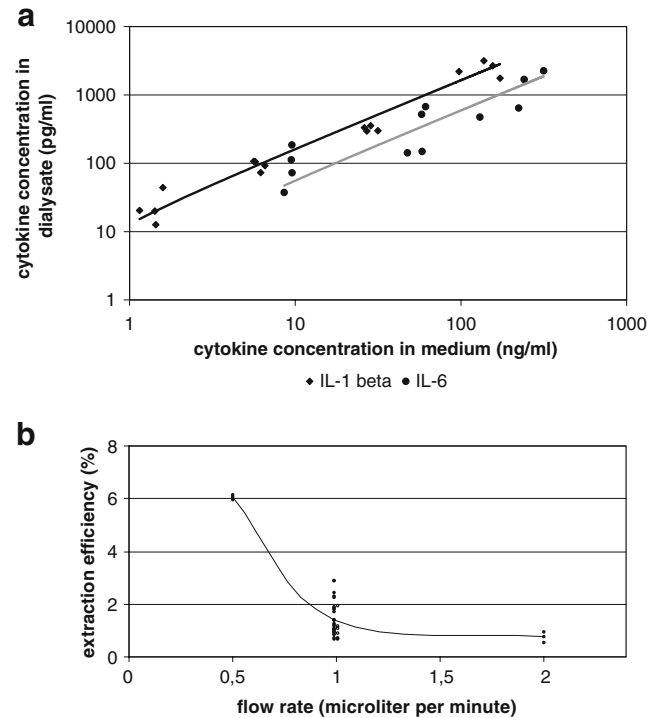 a
cytokine concentration in
dialysate (pg/ml)
10000
1000
100
10
1
1 10 100 1000
cytokine concentration in medium (ng/ml)
IL-1 beta IL-6
b
extraction efficiency (%)
8
6
4
2
0
0 0,5 1 1,5 2
flow rate (microliter per minute)